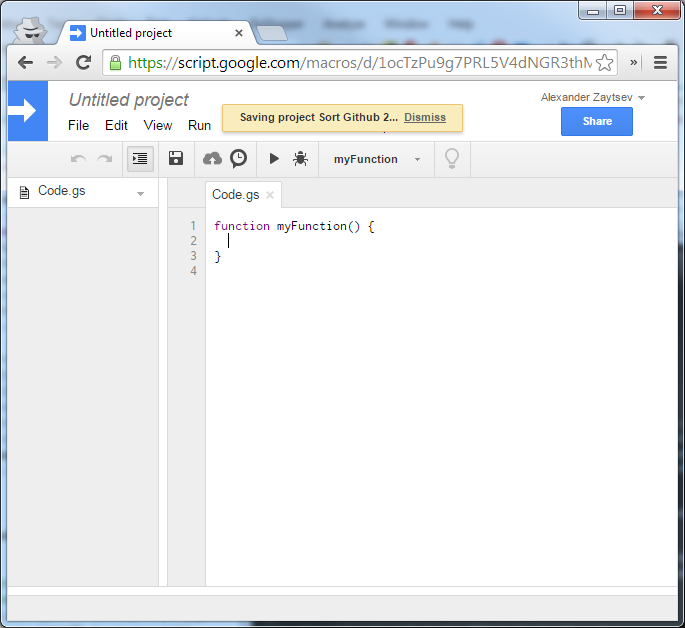 Untitled project
https://script.google.com/macros/d/1ocTzPu9g7PRL5V4dNGR3thM
Untitled project
Alexander Zaytsev
File Edit View Run
Saving project Sort Github 2... Dismiss
Share
myFunction
Code.gs
Code.gs
1 function myFunction() {
2
3 }
4